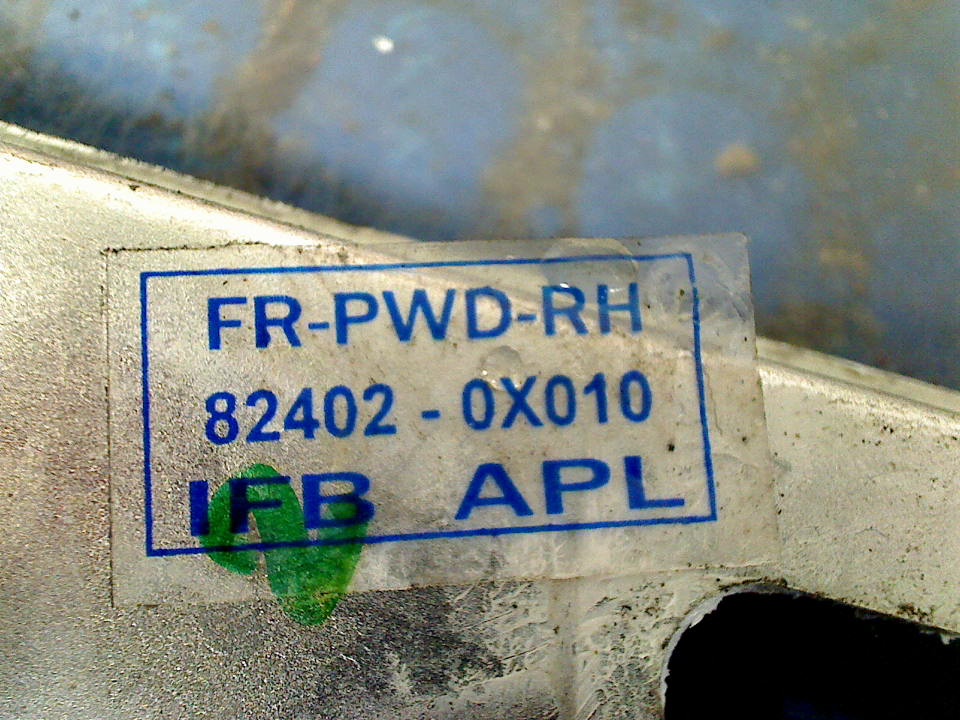 FR-PWD-RH
82402 - 0X010
IFB APL